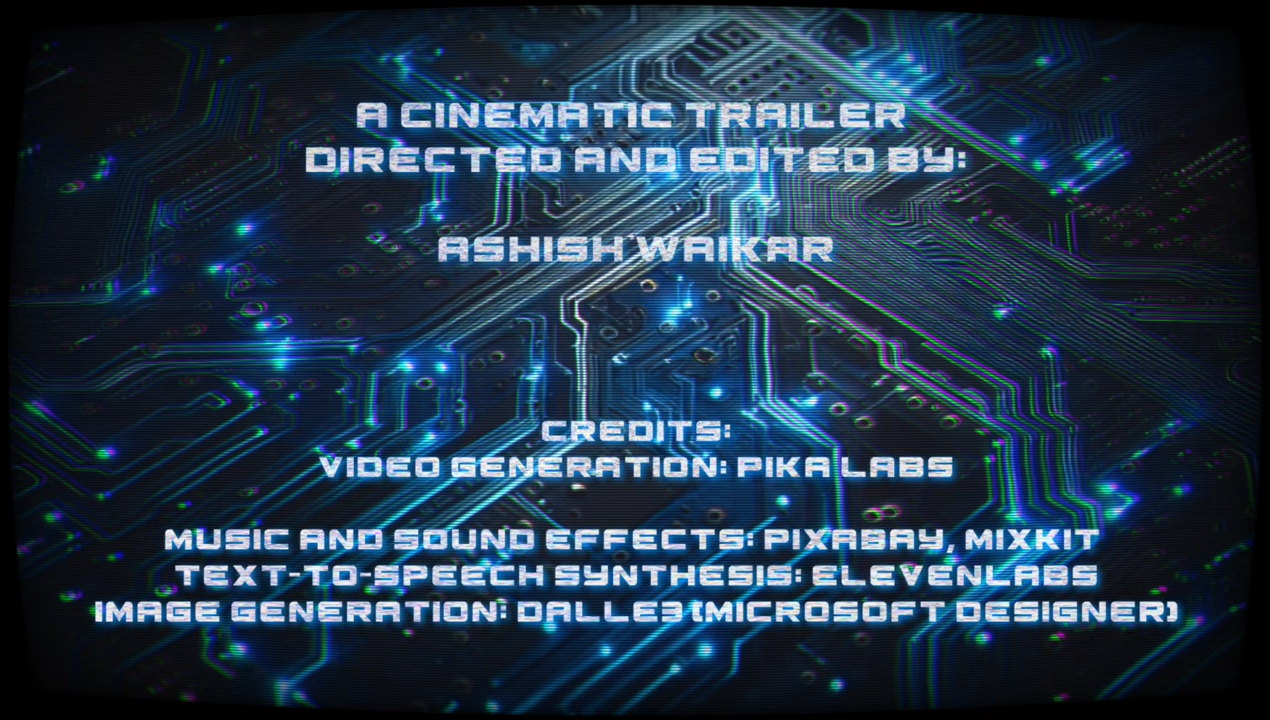 A CINEMATIC TRAILER
DIRECTED AND EDITED BY:
ASHISH WAIKAR
CREDITS:
VIDEO GENERATION: PIKA LABS
MUSIC AND SOUND EFFECTS: PIXABAY, MIXKIT
TEXT-TO-SPEECH SYNTHESIS: ELEVENLABS
IMAGE GENERATION: DALLE3 (MICROSOFT DESIGNER)